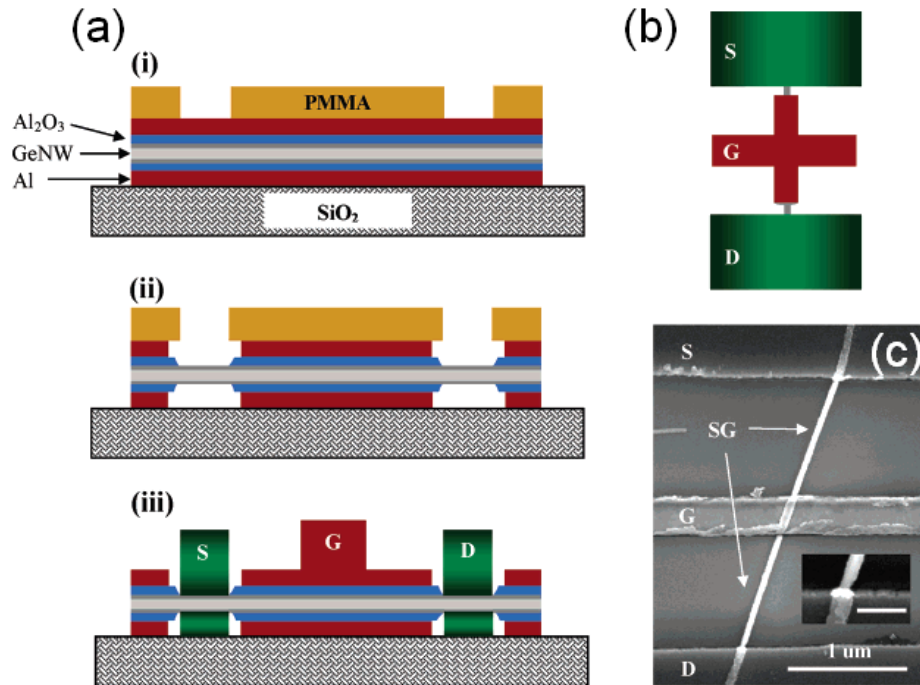 (a)
(i)
PMMA
Al₂O₃
GeNW
Al
SiO₂
(ii)
(iii)
S
G
D
(b)
S
G
D
(c)
S
SG
G
1 um
D